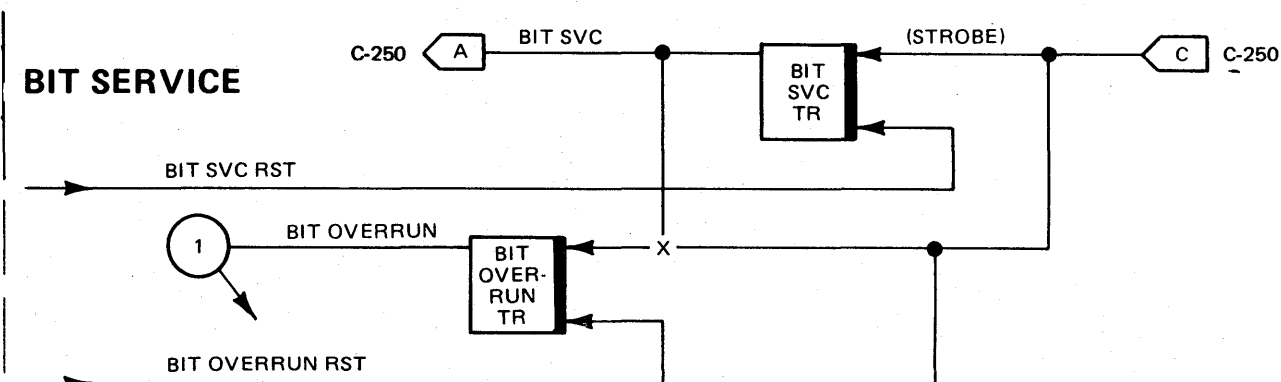 C-250
A
BIT SVC
(STROBE)
C
C-250
BIT SERVICE
BIT
SVC
TR
BIT SVC RST
1
BIT OVERRUN
X
BIT
OVER-
RUN
TR
BIT OVERRUN RST